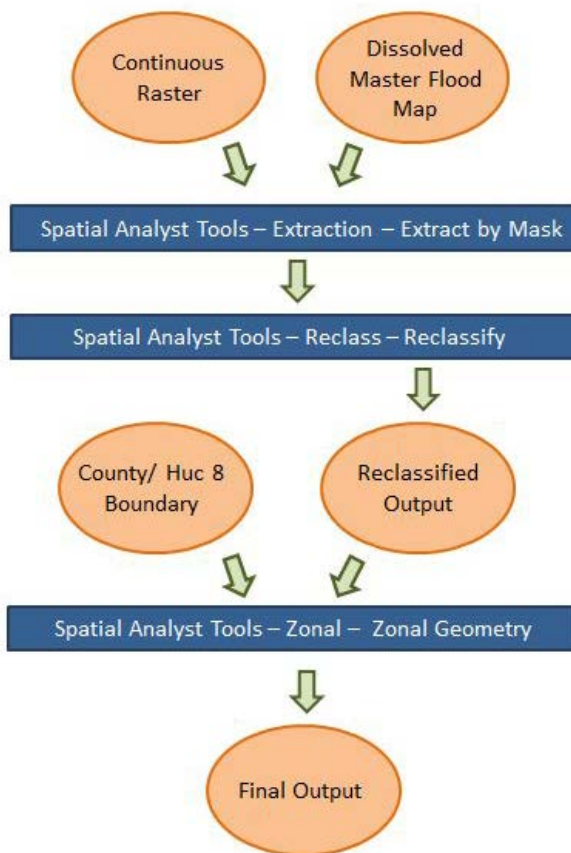 Continuous
Raster
Dissolved
Master Flood
Map
Spatial Analyst Tools – Extraction – Extract by Mask
Spatial Analyst Tools – Reclass – Reclassify
County/ Huc 8
Boundary
Reclassified
Output
Spatial Analyst Tools – Zonal – Zonal Geometry
Final Output